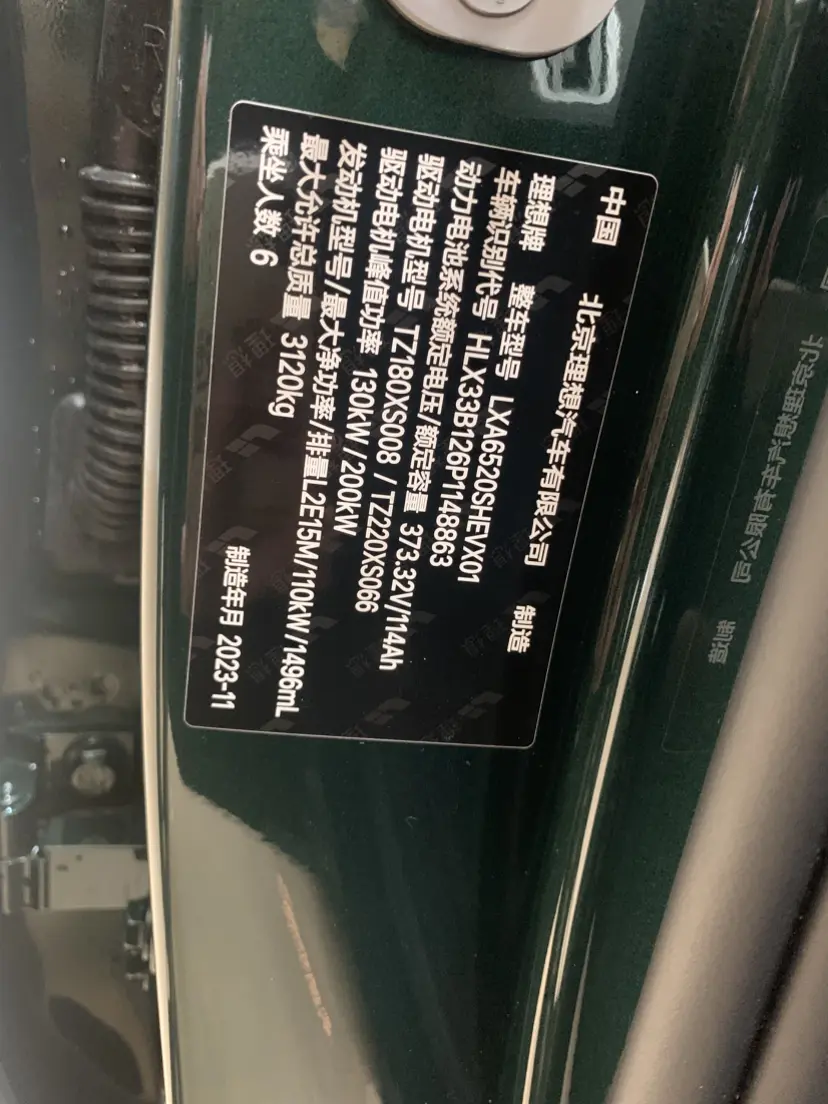 中国 北京理想汽车有限公司 制造
理想牌 整车型号 LXA6520SHEVX01
车辆识别代号 HLX33B126P1148863
动力电池系统额定电压/额定容量 373.32V/114Ah
驱动电机型号 TZ180XS008 / TZ220XS066
驱动电机峰值功率 130kW / 200kW
发动机型号/最大净功率/排量L2E15M/110kW/1496mL
最大允许总质量 3120kg
乘坐人数 6 制造年月 2023-11